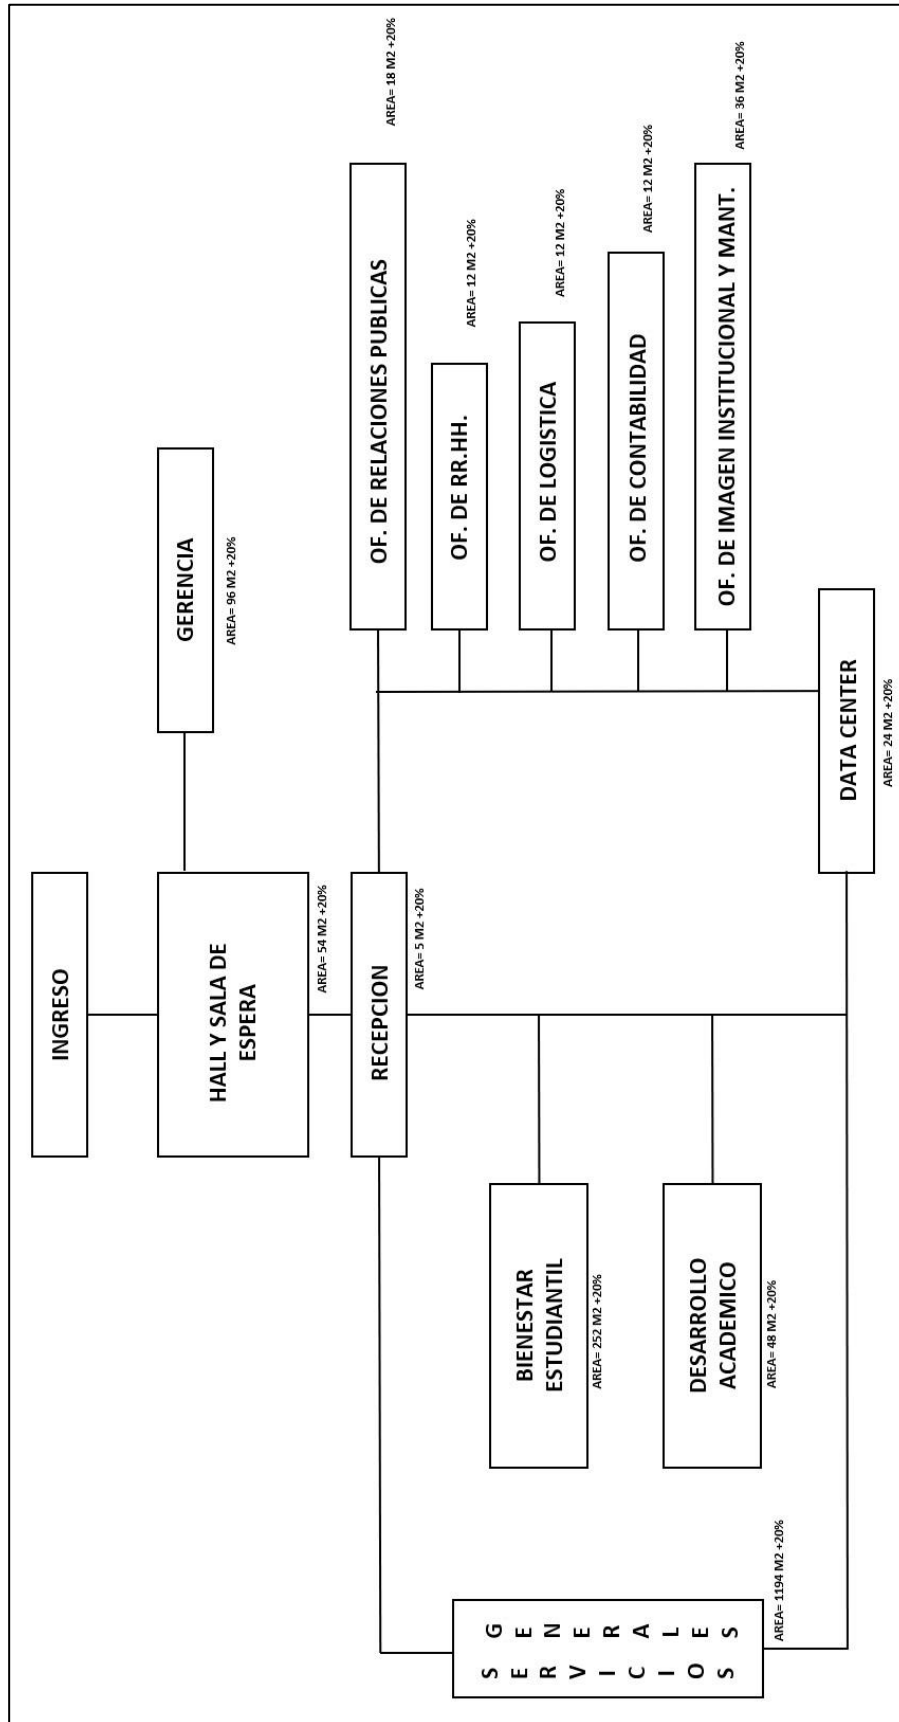 INGRESO
HALL Y SALA DE
ESPERA
AREA= 54 M2 +20%
GERENCIA
AREA= 96 M2 +20%
RECEPCION
AREA= 5 M2 +20%
OF. DE RELACIONES PUBLICAS
AREA= 18 M2 +20%
OF. DE RR.HH.
AREA= 12 M2 +20%
OF. DE LOGISTICA
AREA= 12 M2 +20%
OF. DE CONTABILIDAD
AREA= 12 M2 +20%
OF. DE IMAGEN INSTITUCIONAL Y MANT.
AREA= 36 M2 +20%
BIENESTAR
ESTUDIANTIL
AREA= 252 M2 +20%
DESARROLLO
ACADEMICO
AREA= 48 M2 +20%
SERVICIOS
GENERALES
AREA= 1194 M2 +20%
DATA CENTER
AREA= 24 M2 +20%